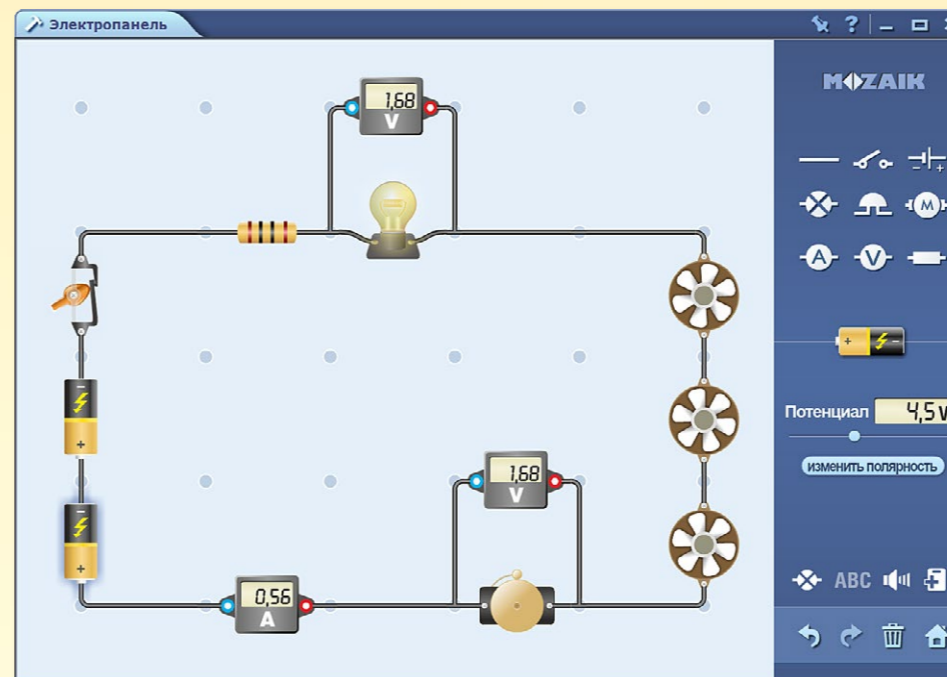 Электропанель
?
MOZAIK
1,68
V
M
A
V
+
-
Потенциал 4,5 V
изменить полярность
1,68
V
0,56
A
ABC